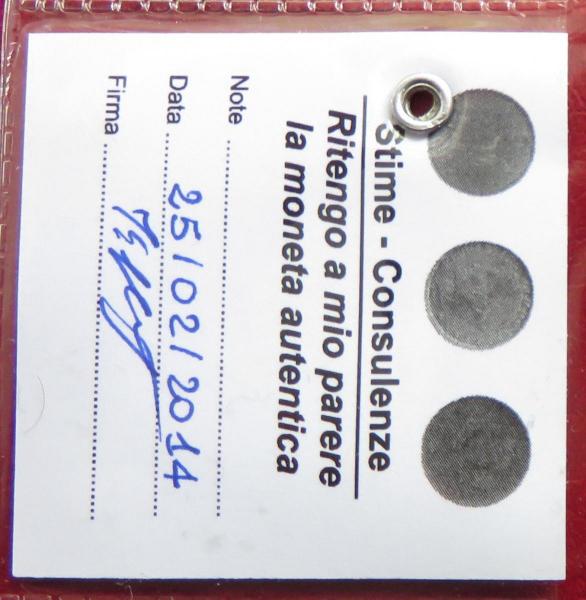 Stime - Consulenze
Ritengo a mio parere
la moneta autentica
Note ..............................
Data 25/02/2014
Firma ..............................